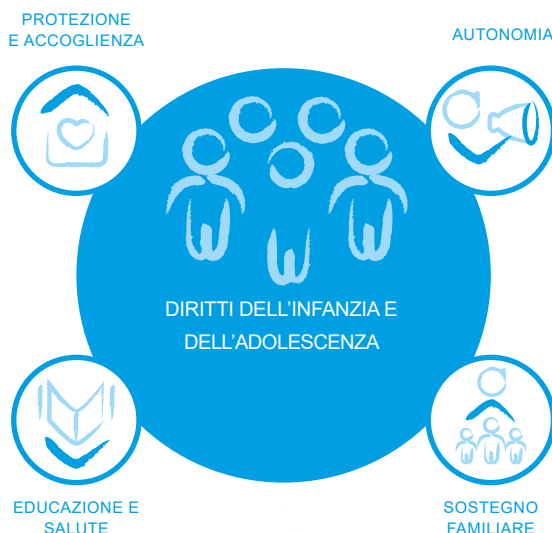 PROTEZIONE
E ACCOGLIENZA
AUTONOMIA
DIRITTI DELL'INFANZIA E
DELL'ADOLESCENZA
EDUCAZIONE E
SALUTE
SOSTEGNO
FAMILIARE